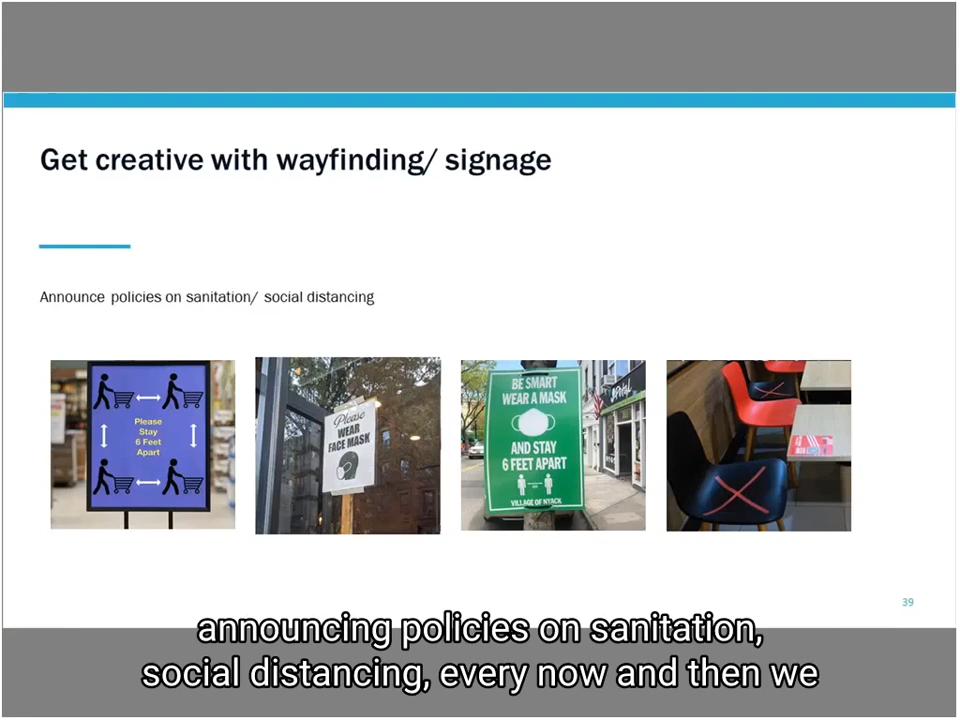 Get creative with wayfinding/ signage
Announce policies on sanitation/ social distancing
Please
Stay
6 Feet
Apart
Please
WEAR
FACE MASK
BE SMART
WEAR A MASK
AND STAY
6 FEET APART
VILLAGE OF NYACK
39
announcing policies on sanitation,
social distancing, every now and then we